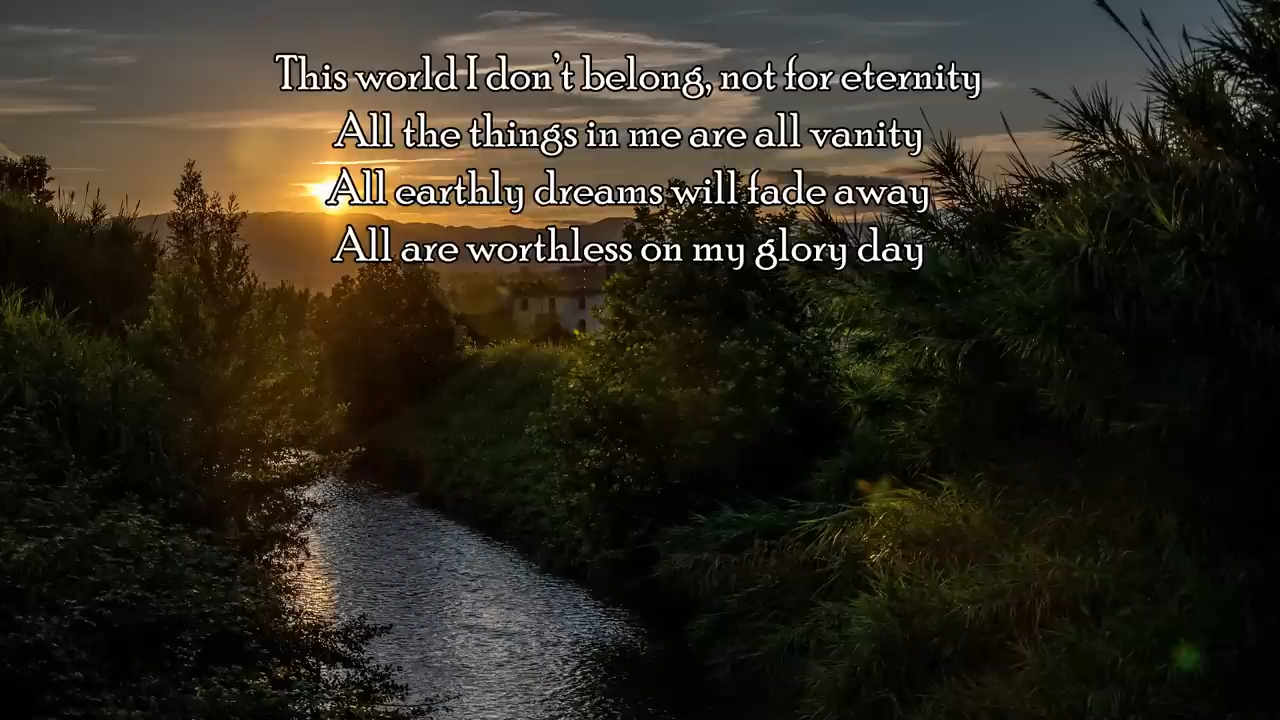 This world I don't belong, not for eternity
All the things in me are all vanity
All earthly dreams will fade away
All are worthless on my glory day